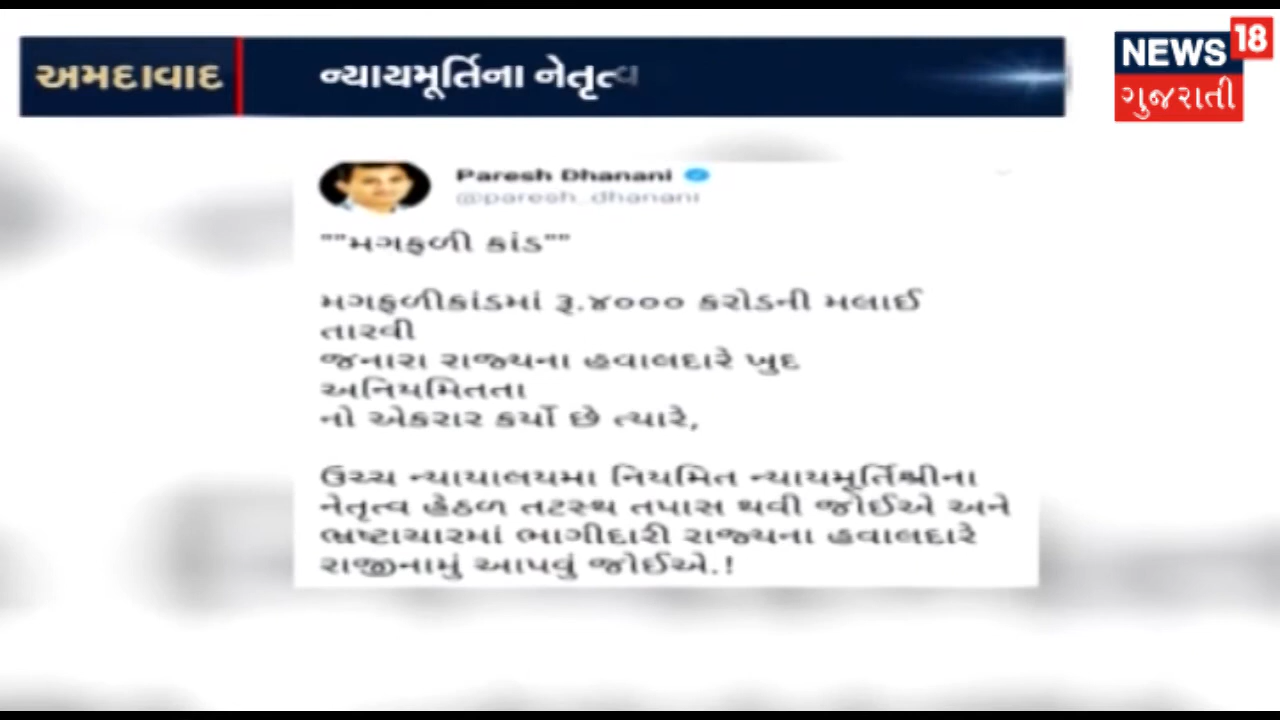 અમદાવાદ
ન્યાયમૂર્તિના નેતૃત્વ
NEWS 18
ગુજરાતી
Paresh Dhanani
@paresh_dhanani
""મગફળી કાંડ""
મગફળીકાંડમાં રૂ.૪૦૦૦ કરોડની મલાઈ
તારવી
જનારા રાજ્યના હવાલદારે ખુદ
અનિયમિતતા
નો એકરાર કર્યો છે ત્યારે,
ઉચ્ચ ન્યાયાલયમા નિયમિત ન્યાયમૂર્તિશ્રીના
નેતૃત્વ હેઠળ તટસ્થ તપાસ થવી જોઈએ અને
ભ્રષ્ટાચારમાં ભાગીદારી રાજ્યના હવાલદારે
રાજીનામું આપવું જોઈએ.!